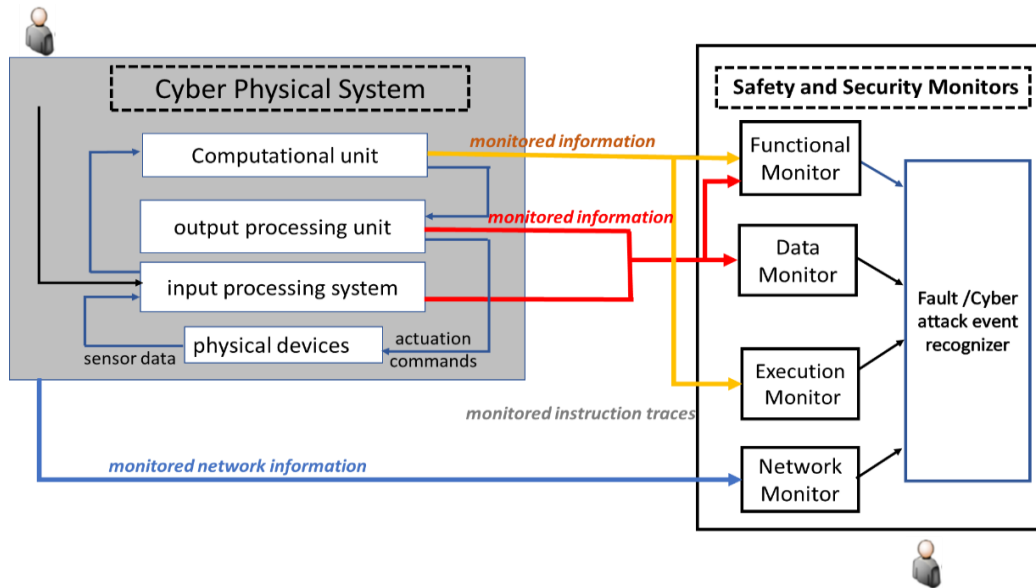 Cyber Physical System
Computational unit
output processing unit
input processing system
physical devices
sensor data
actuation
commands
monitored information
monitored information
monitored instruction traces
monitored network information
Safety and Security Monitors
Functional
Monitor
Data
Monitor
Execution
Monitor
Network
Monitor
Fault /Cyber
attack event
recognizer